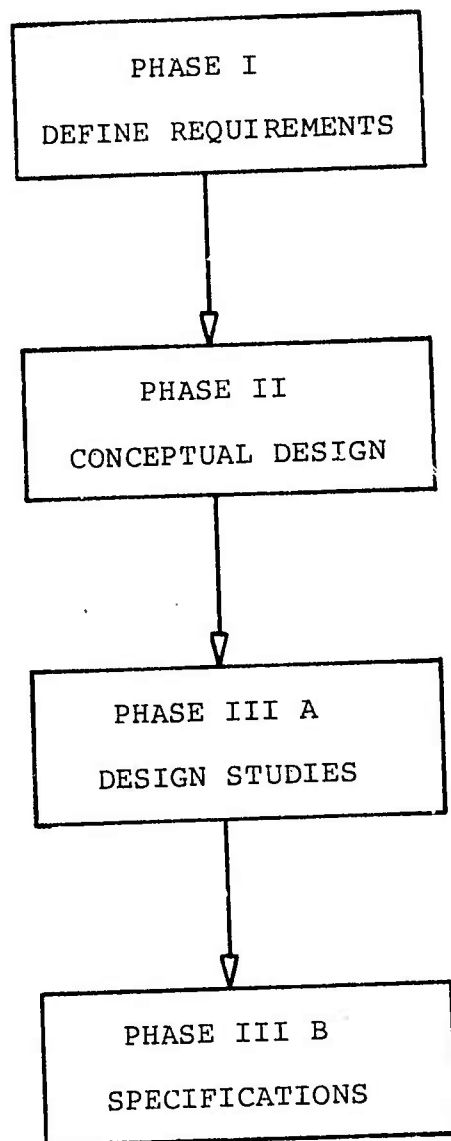 PHASE I
DEFINE REQUIREMENTS
PHASE II
CONCEPTUAL DESIGN
PHASE III A
DESIGN STUDIES
PHASE III B
SPECIFICATIONS